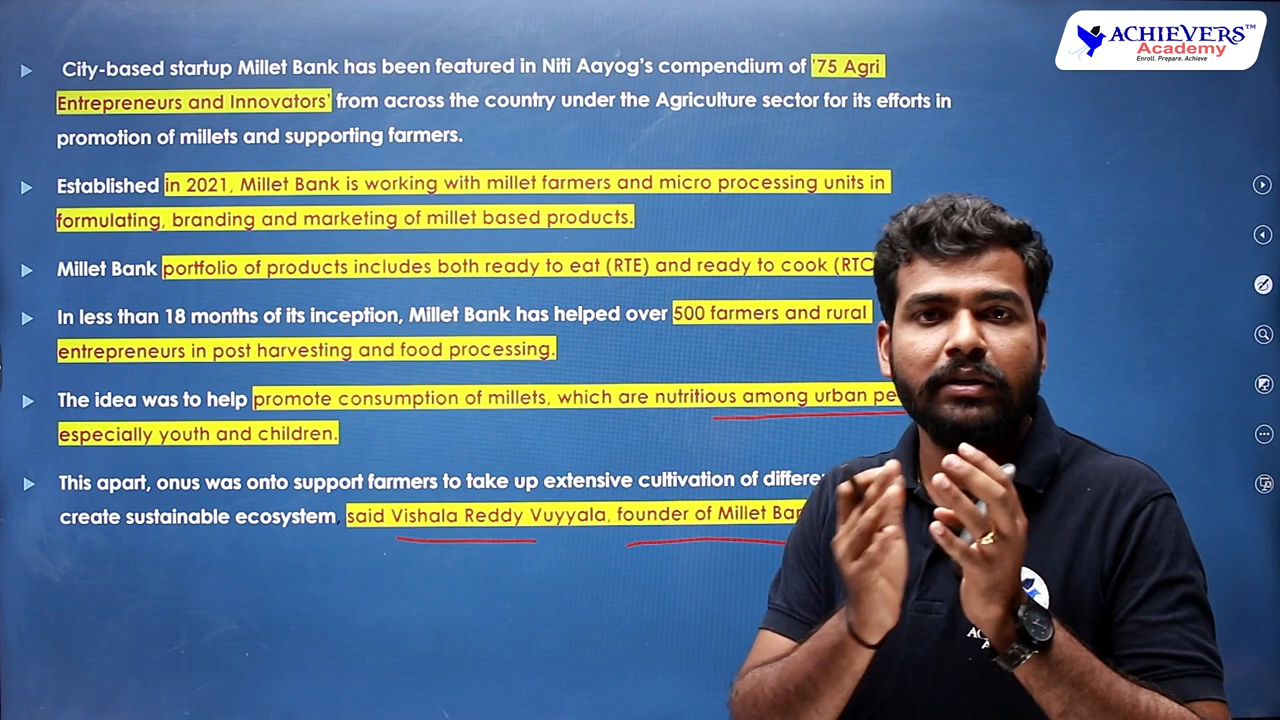 ACHIEVERS™
Academy
Enroll. Prepare. Achieve
City-based startup Millet Bank has been featured in Niti Aayog's compendium of '75 Agri
Entrepreneurs and Innovators' from across the country under the Agriculture sector for its efforts in
promotion of millets and supporting farmers.
Established in 2021, Millet Bank is working with millet farmers and micro processing units in
formulating, branding and marketing of millet based products.
Millet Bank portfolio of products includes both ready to eat (RTE) and ready to cook (RTC
In less than 18 months of its inception, Millet Bank has helped over 500 farmers and rural
entrepreneurs in post harvesting and food processing.
The idea was to help promote consumption of millets, which are nutritious among urban
especially youth and children.
This apart, onus was onto support farmers to take up extensive cultivation of
create sustainable ecosystem, said Vishala Reddy Vuyyala, founder of Millet